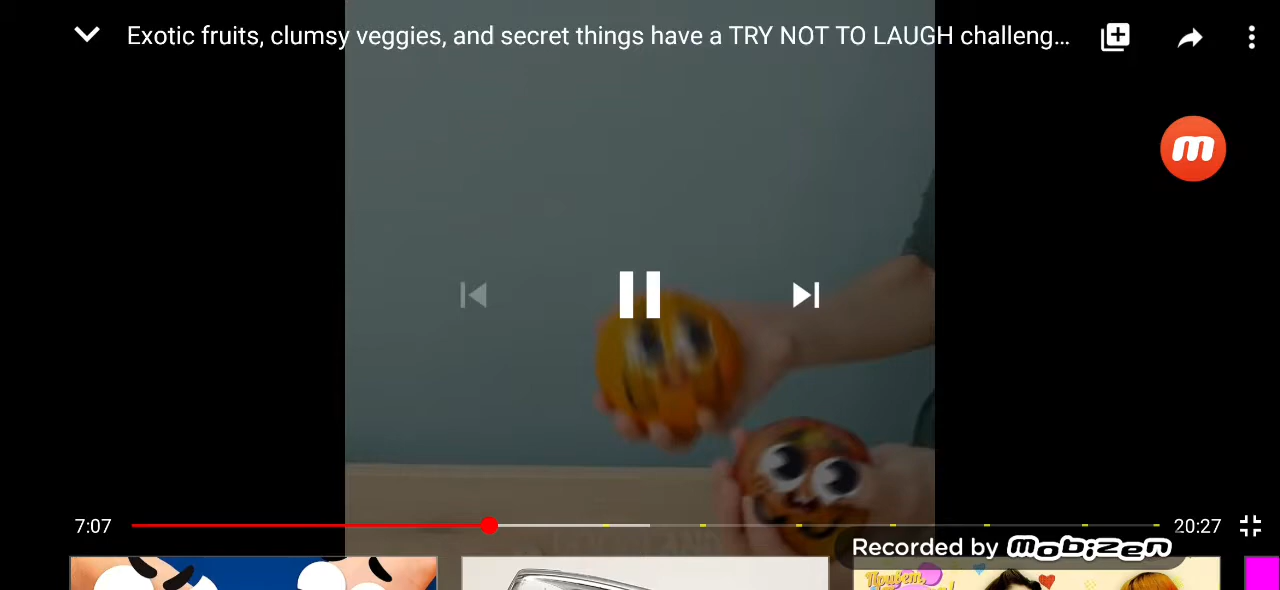 Exotic fruits, clumsy veggies, and secret things have a TRY NOT TO LAUGH challeng...
m
7:07
20:27
Recorded by mobizen
Привет,